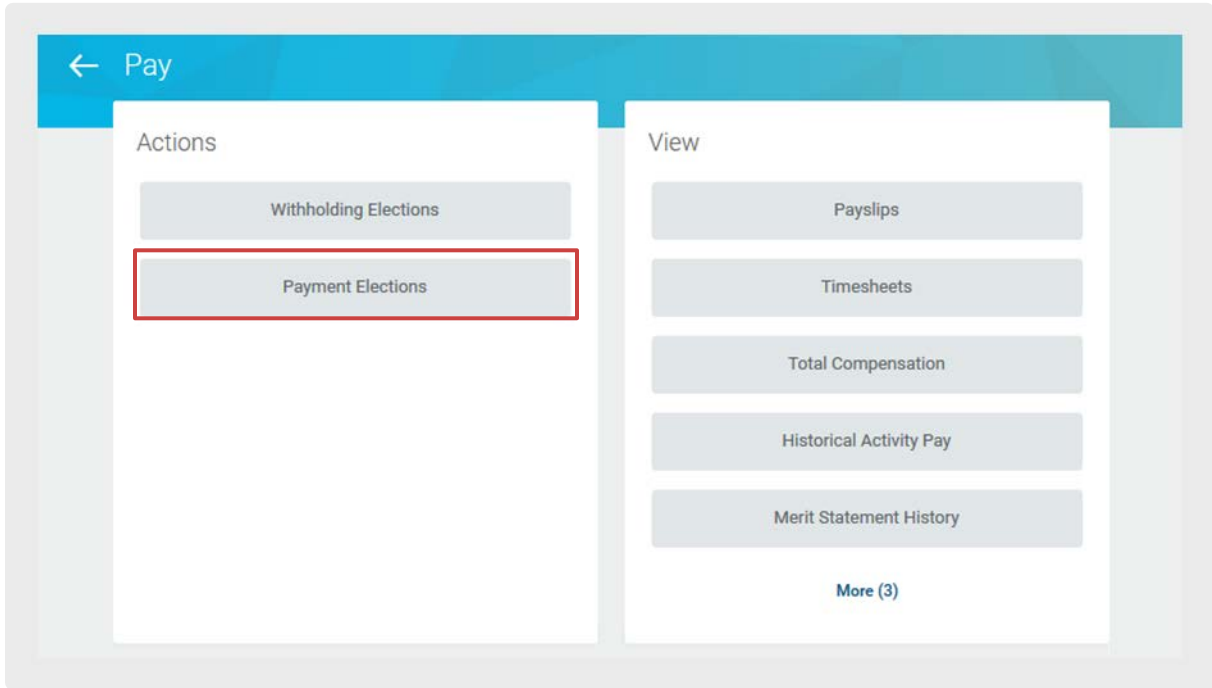 Pay
Actions
Withholding Elections
Payment Elections
View
Payslips
Timesheets
Total Compensation
Historical Activity Pay
Merit Statement History
More (3)